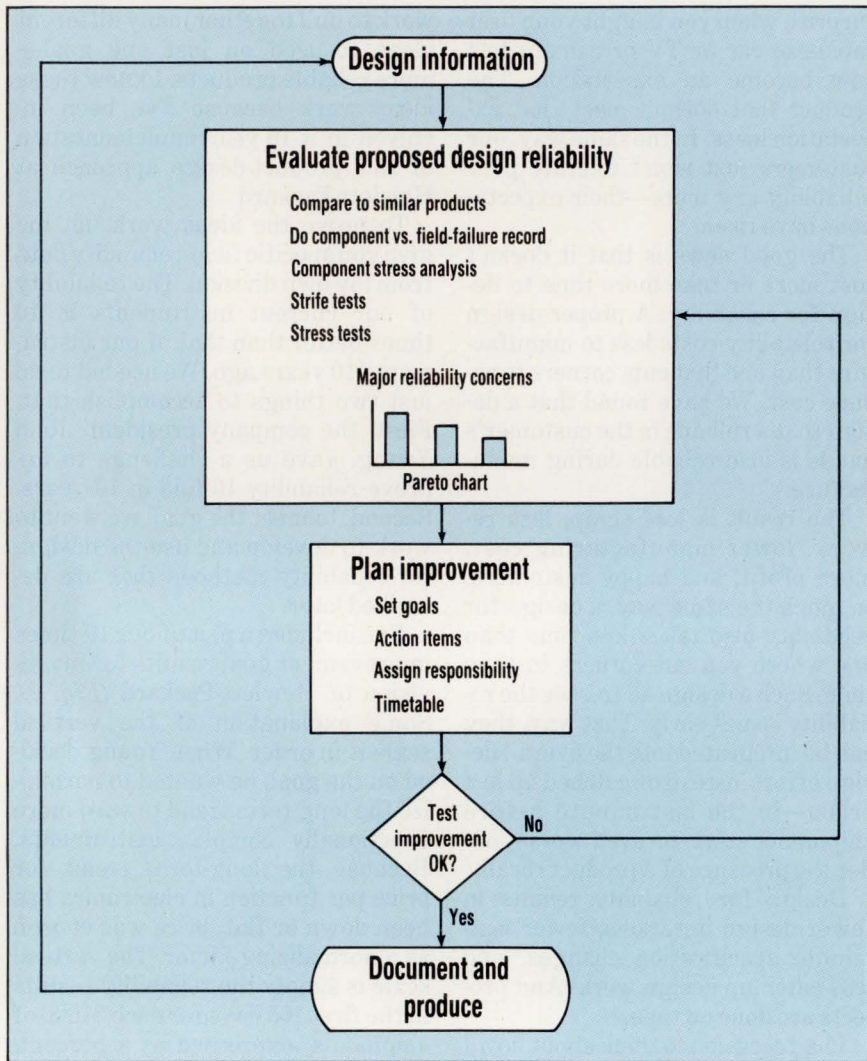 Design information
Evaluate proposed design reliability
Compare to similar products
Do component vs. field-failure record
Component stress analysis
Strife tests
Stress tests
Major reliability concerns
Pareto chart
Plan improvement
Set goals
Action items
Assign responsibility
Timetable
Test
improvement
OK?
No
Yes
Document and
produce